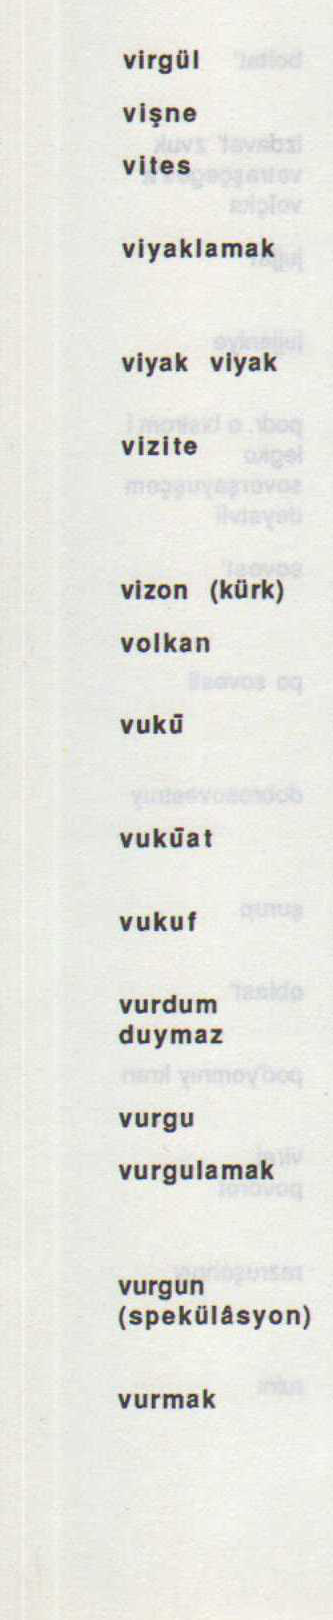 virgül
vişne
vites
viyaklamak
viyak viyak
vizite
vizon (kürk)
volkan
vukū
vukūat
vukuf
vurdum
duymaz
vurgu
vurgulamak
vurgun
(spekülâsyon)
vurmak